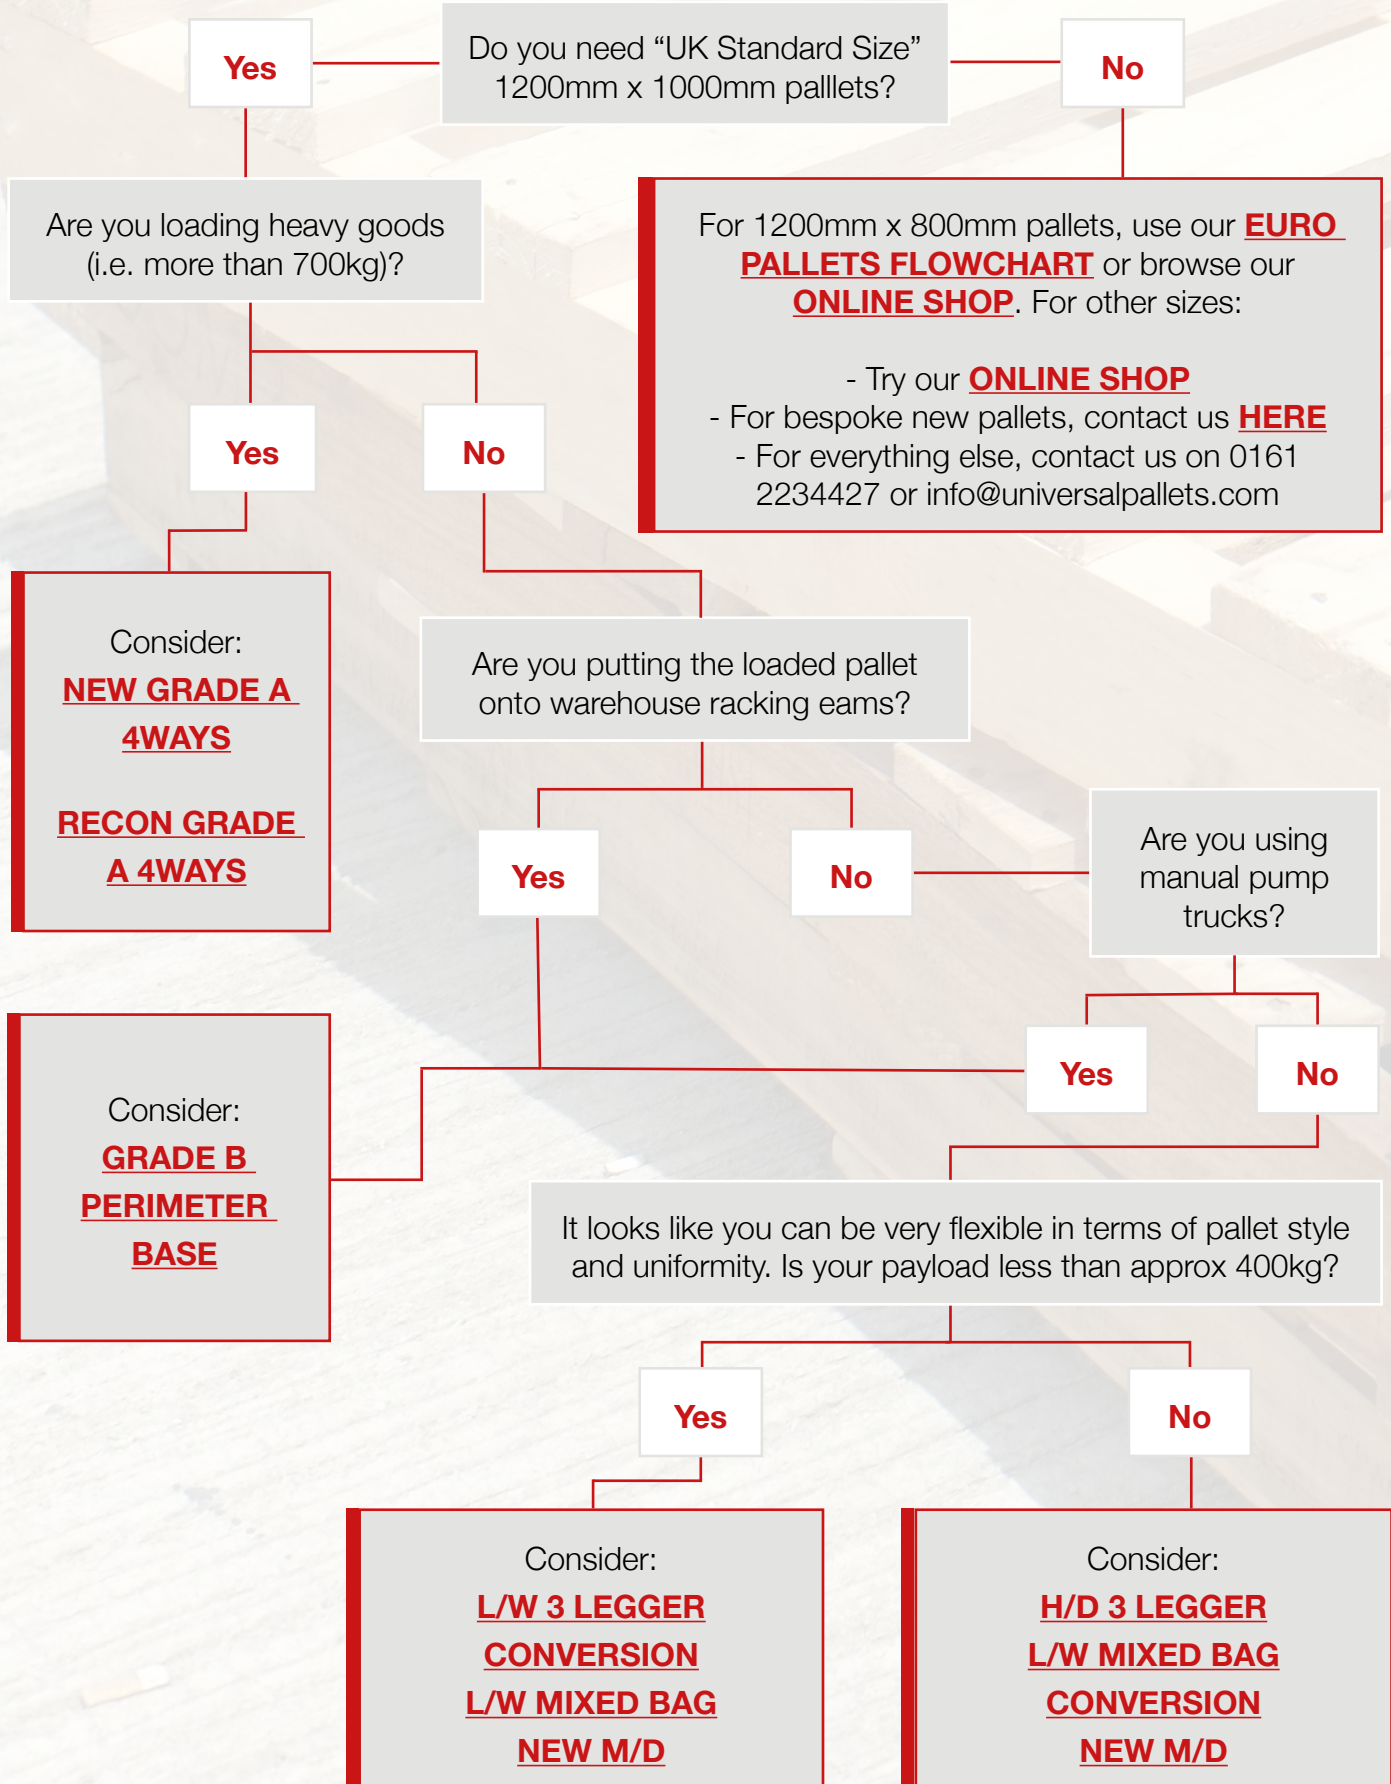 Yes
Do you need “UK Standard Size”
1200mm x 1000mm palllets?
No
Are you loading heavy goods
(i.e. more than 700kg)?
For 1200mm x 800mm pallets, use our EURO
PALLETS FLOWCHART or browse our
ONLINE SHOP. For other sizes:
- Try our ONLINE SHOP
- For bespoke new pallets, contact us HERE
- For everything else, contact us on 0161
2234427 or info@universalpallets.com
Yes
No
Consider:
NEW GRADE A
4WAYS
RECON GRADE
A 4WAYS
Are you putting the loaded pallet
onto warehouse racking eams?
Yes
No
Are you using
manual pump
trucks?
Yes
No
Consider:
GRADE B
PERIMETER
BASE
It looks like you can be very flexible in terms of pallet style
and uniformity. Is your payload less than approx 400kg?
Yes
No
Consider:
L/W 3 LEGGER
CONVERSION
L/W MIXED BAG
NEW M/D
Consider:
H/D 3 LEGGER
L/W MIXED BAG
CONVERSION
NEW M/D